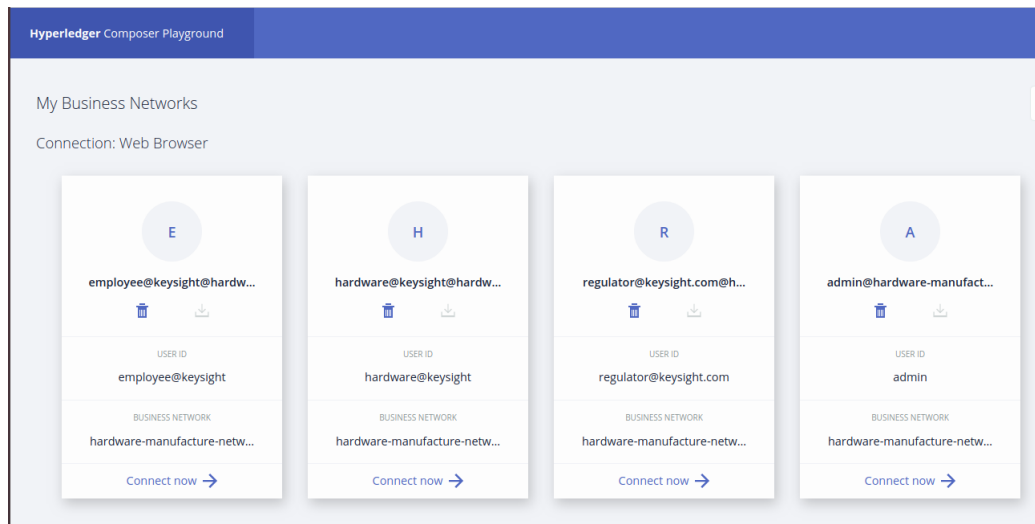 Hyperledger Composer Playground
My Business Networks
Connection: Web Browser
E
employee@keysight@hardw...
USER ID
employee@keysight
BUSINESS NETWORK
hardware-manufacture-netw...
Connect now
H
hardware@keysight@hardw...
USER ID
hardware@keysight
BUSINESS NETWORK
hardware-manufacture-netw...
Connect now
R
regulator@keysight.com@h...
USER ID
regulator@keysight.com
BUSINESS NETWORK
hardware-manufacture-netw...
Connect now
A
admin@hardware-manufact...
USER ID
admin
BUSINESS NETWORK
hardware-manufacture-netw...
Connect now